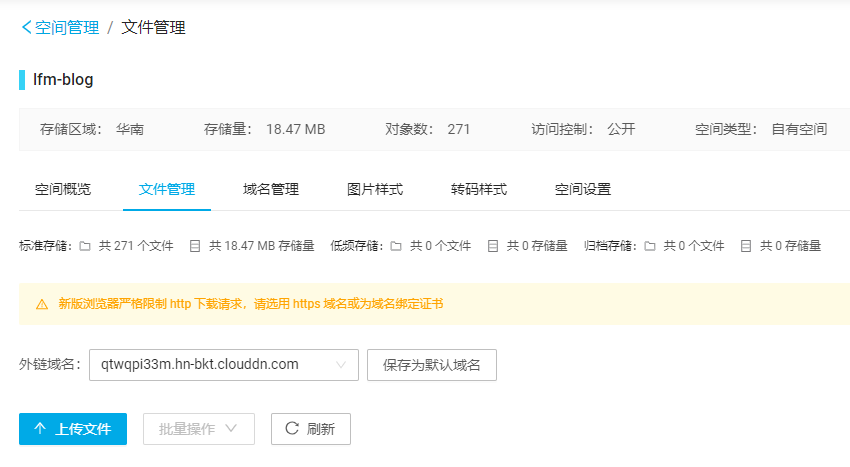 空间管理 / 文件管理
lfm-blog
存储区域： 华南 存储量： 18.47 MB 对象数： 271 访问控制： 公开 空间类型： 自有空间
空间概览 文件管理 域名管理 图片样式 转码样式 空间设置
标准存储: 共 271 个文件 共 18.47 MB 存储量 低频存储: 共 0 个文件 共 0 存储量 归档存储: 共 0 个文件 共 0 存储量
新版浏览器严格限制 http 下载请求，请选用 https 域名或为域名绑定证书
外链域名： qtwqpi33m.hn-bkt.clouddn.com 保存为默认域名
上传文件 批量操作 刷新